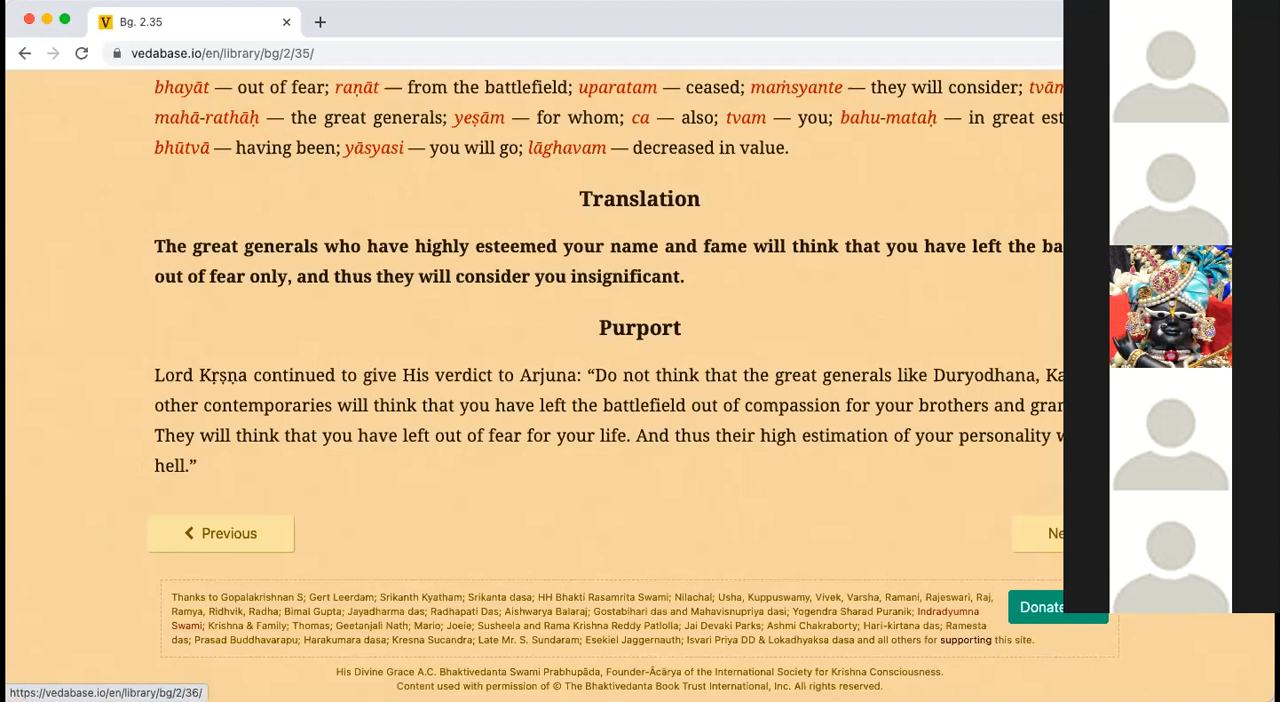 V Bg. 2.35
vedabase.io/en/library/bg/2/35/
bhayāt — out of fear; raṇāt — from the battlefield; uparatam — ceased; maṁsyante — they will consider; tvām
mahā-rathāḥ — the great generals; yeṣām — for whom; ca — also; tvam — you; bahu-mataḥ — in great est
bhūtvā — having been; yāsyasi — you will go; lāghavam — decreased in value.
Translation
The great generals who have highly esteemed your name and fame will think that you have left the ba
out of fear only, and thus they will consider you insignificant.
Purport
Lord Kṛṣṇa continued to give His verdict to Arjuna: “Do not think that the great generals like Duryodhana, Ka
other contemporaries will think that you have left the battlefield out of compassion for your brothers and gran
They will think that you have left out of fear for your life. And thus their high estimation of your personality w
hell.”
Previous
Ne
Thanks to Gopalakrishnan S; Gert Leerdam; Srikanth Kyatham; Srikanta dasa; HH Bhakti Rasamrita Swami; Nilachal; Usha, Kuppuswamy, Vivek, Varsha, Ramani, Rajeswari, Raj,
Ramya, Ridhvik, Radha; Bimal Gupta; Jayadharma das; Radhapati Das; Aishwarya Balaraj; Gostabihari das and Mahavisnupriya dasi; Yogendra Sharad Puranik; Indradyumna
Swami; Krishna & Family; Thomas; Geetanjali Nath; Mario; Joeie; Susheela and Rama Krishna Reddy Patlolla; Jai Devaki Parks; Ashmi Chakraborty; Hari-kirtana das; Ramesta
das; Prasad Buddhavarapu; Harakumara dasa; Kresna Sucandra; Late Mr. S. Sundaram; Esekiel Jaggernauth; Isvari Priya DD & Lokadhyaksa dasa and all others for supporting this site.
Donate
His Divine Grace A.C. Bhaktivedanta Swami Prabhupāda, Founder-Ācārya of the International Society for Krishna Consciousness.
Content used with permission of © The Bhaktivedanta Book Trust International, Inc. All rights reserved.
https://vedabase.io/en/library/bg/2/36/